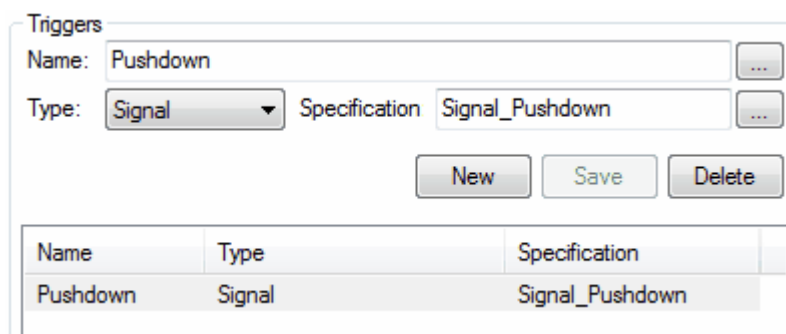 Triggers
Name: Pushdown ...
Type: Signal Specification Signal_Pushdown ...
New Save Delete
Name Type Specification
Pushdown Signal Signal_Pushdown